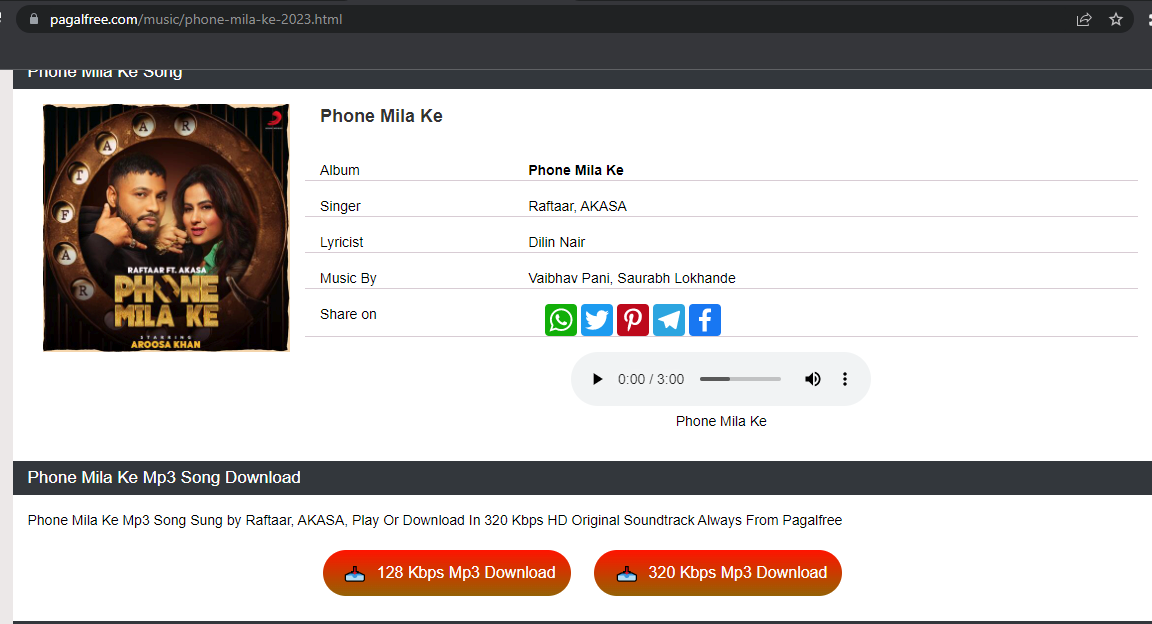 pagalfree.com/music/phone-mila-ke-2023.html
Phone Mila Ke Song
R A F T A A R
RAFTAAR FT. AKASA
PHONE
MILA KE
STARRING
AROOSA KHAN
Phone Mila Ke
Album Phone Mila Ke
Singer Raftaar, AKASA
Lyricist Dilin Nair
Music By Vaibhav Pani, Saurabh Lokhande
Share on
0:00 / 3:00
Phone Mila Ke
Phone Mila Ke Mp3 Song Download
Phone Mila Ke Mp3 Song Sung by Raftaar, AKASA, Play Or Download In 320 Kbps HD Original Soundtrack Always From Pagalfree
128 Kbps Mp3 Download 320 Kbps Mp3 Download